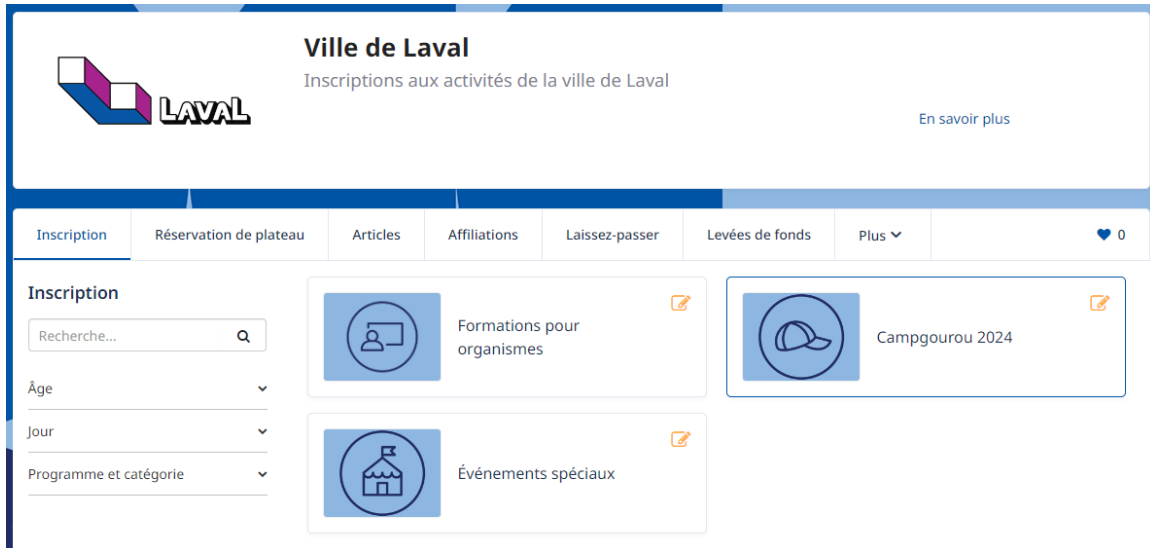 Ville de Laval
Inscriptions aux activités de la ville de Laval
LAVAL
En savoir plus
Inscription
Réservation de plateau
Articles
Affiliations
Laissez-passer
Levées de fonds
Plus
0
Inscription
Recherche...
Âge
Jour
Programme et catégorie
Formations pour
organismes
Campgourou 2024
Événements spéciaux